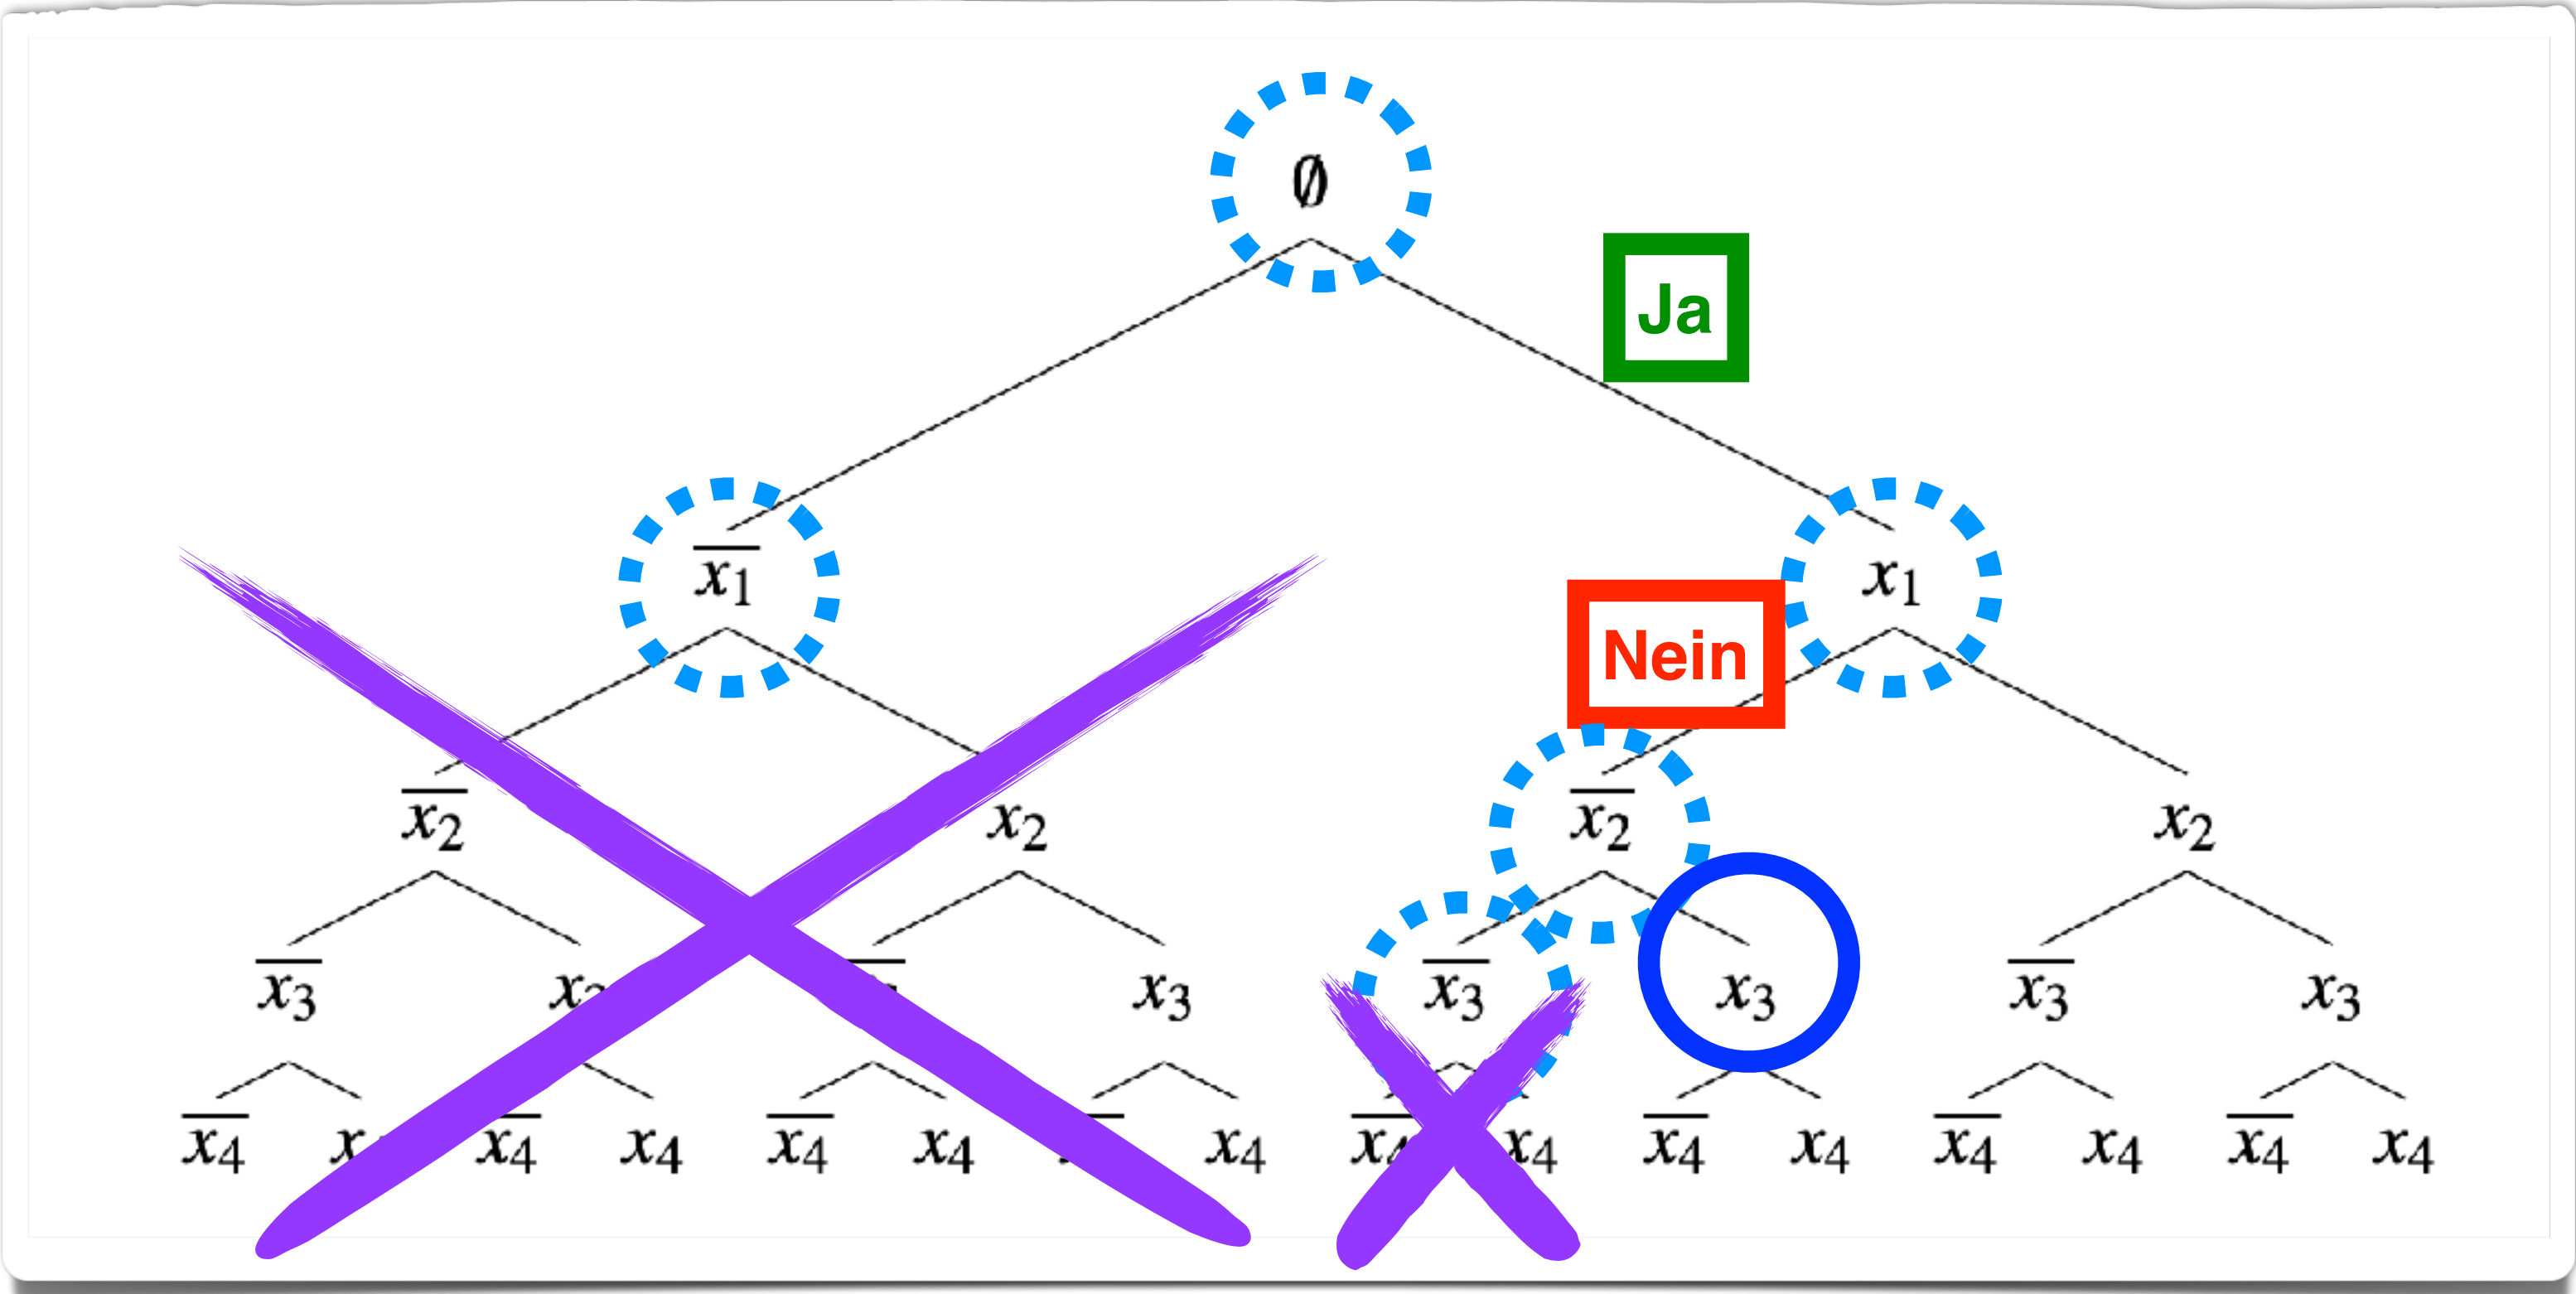 ∅
Ja
x̅₁ x₁
Nein
x̅₂ x₂ x̅₂ x₂
x̅₃ x₃ x̅₃ x₃ x̅₃ x₃
x̅₄ x̅₄ x₄ x̅₄ x₄ x₄ x̅₄ x₄ x̅₄ x₄ x̅₄ x₄ x̅₄ x₄